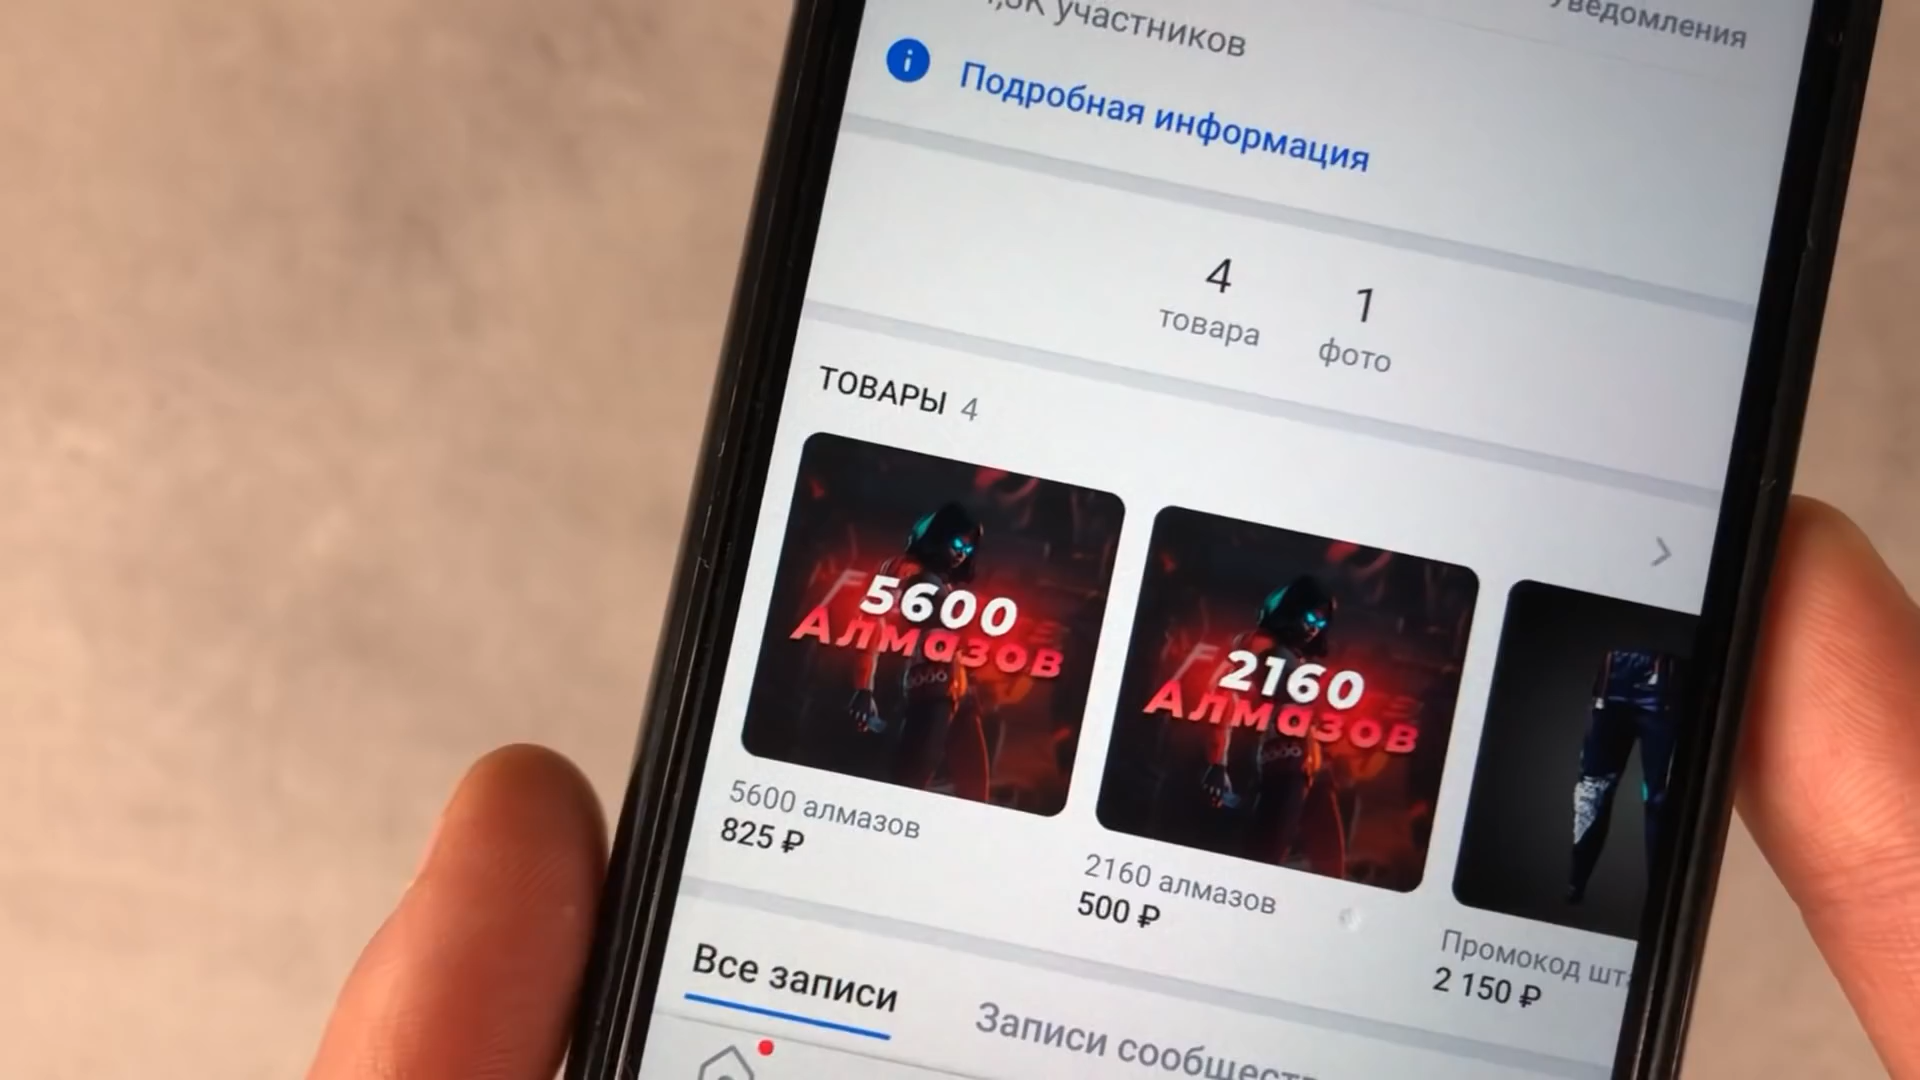 участников
Уведомления
Подробная информация
4
товара
1
фото
ТОВАРЫ 4
5600
Алмазов
2160
Алмазов
5600 алмазов
825 ₽
2160 алмазов
500 ₽
Промокод
2 150 ₽
Все записи
Записи